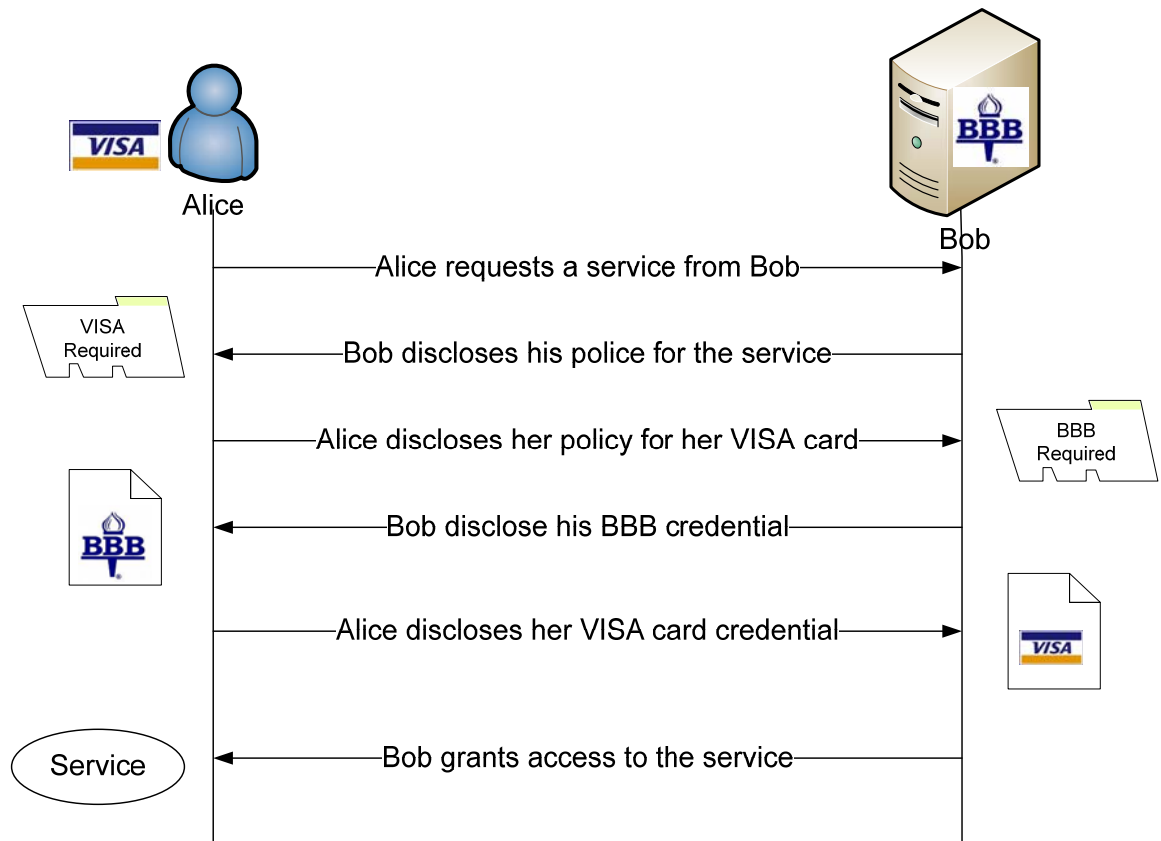 VISA
BBB
Alice
Bob
Alice requests a service from Bob
VISA
Required
Bob discloses his police for the service
Alice discloses her policy for her VISA card
BBB
Required
Bob disclose his BBB credential
BBB
Alice discloses her VISA card credential
VISA
Bob grants access to the service
Service